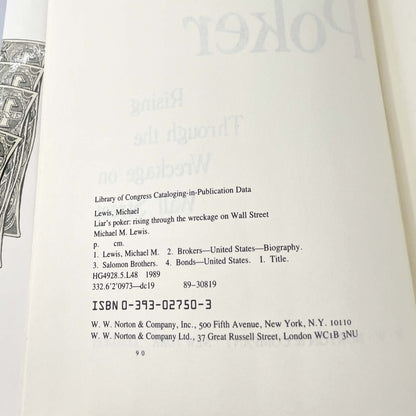 Poker
Rising
Through the
Wreckage on
Library of Congress Cataloging-in-Publication Data
Lewis, Michael
Liar's poker: rising through the wreckage on Wall Street
Michael M. Lewis.
p. cm.
1. Lewis, Michael M. 2. Brokers—United States—Biography.
3. Salomon Brothers. 4. Bonds—United States. I. Title.
HG4928.5.L48 1989
332.6'2'0973—dc19 89-30819
ISBN 0-393-02750-3
W. W. Norton & Company, Inc., 500 Fifth Avenue, New York, N.Y. 10110
W. W. Norton & Company Ltd., 37 Great Russell Street, London WC1B 3NU
9 0